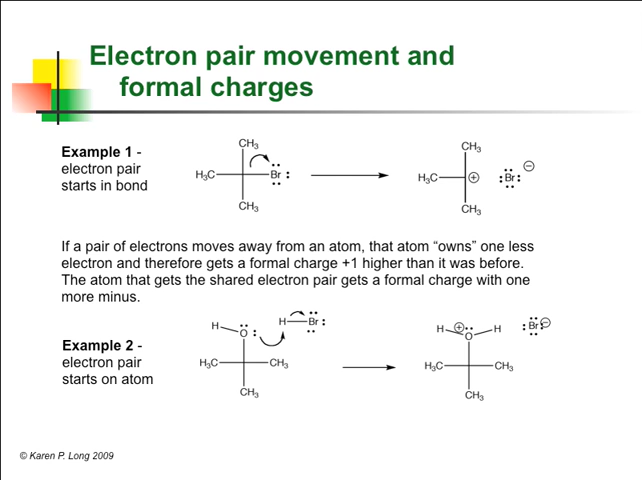 Electron pair movement and
formal charges
Example 1 -
electron pair
starts in bond
CH3
H3C
Br
CH3
CH3
H3C
⊕
Br
⊖
CH3
If a pair of electrons moves away from an atom, that atom “owns” one less
electron and therefore gets a formal charge +1 higher than it was before.
The atom that gets the shared electron pair gets a formal charge with one
more minus.
Example 2 -
electron pair
starts on atom
H
O
H
Br
H3C
CH3
CH3
H
⊕
O
H
Br
⊖
H3C
CH3
CH3
© Karen P. Long 2009